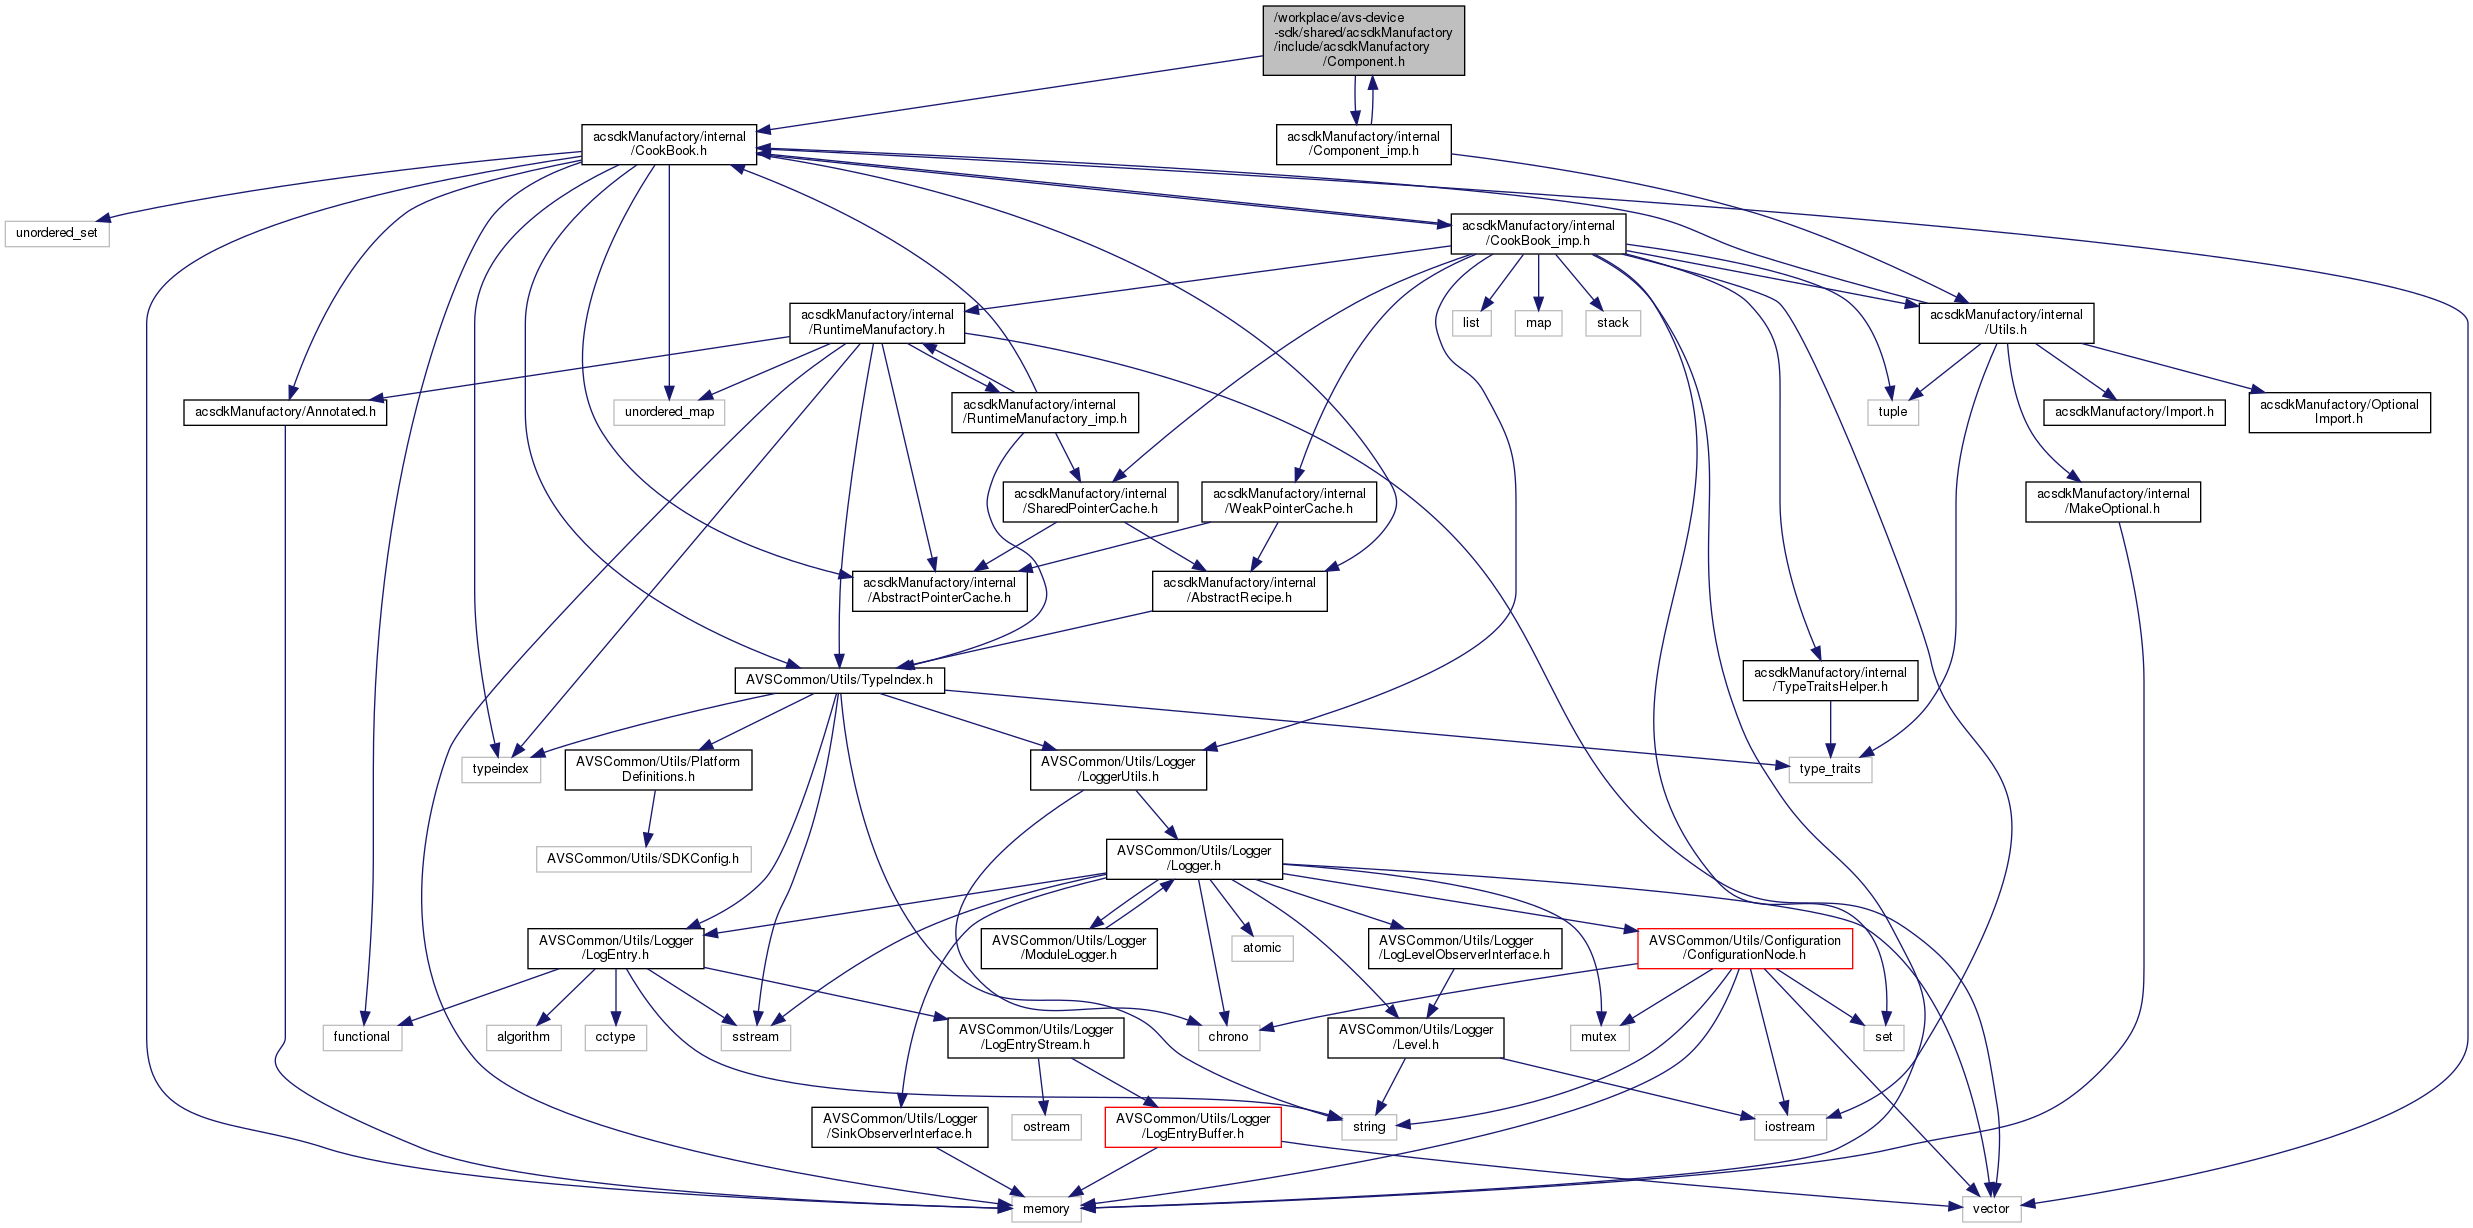 /workplace/avs-device
-sdk/shared/acsdkManufactory
/include/acsdkManufactory
/Component.h
acsdkManufactory/internal
/CookBook.h
acsdkManufactory/internal
/Component_imp.h
unordered_set
acsdkManufactory/internal
/CookBook_imp.h
acsdkManufactory/internal
/RuntimeManufactory.h
list
map
stack
acsdkManufactory/internal
/Utils.h
acsdkManufactory/Annotated.h
unordered_map
acsdkManufactory/internal
/RuntimeManufactory_imp.h
tuple
acsdkManufactory/Import.h
acsdkManufactory/Optional
Import.h
acsdkManufactory/internal
/SharedPointerCache.h
acsdkManufactory/internal
/WeakPointerCache.h
acsdkManufactory/internal
/MakeOptional.h
acsdkManufactory/internal
/AbstractPointerCache.h
acsdkManufactory/internal
/AbstractRecipe.h
AVSCommon/Utils/TypeIndex.h
acsdkManufactory/internal
/TypeTraitsHelper.h
typeindex
AVSCommon/Utils/Platform
Definitions.h
AVSCommon/Utils/Logger
/LoggerUtils.h
type_traits
AVSCommon/Utils/SDKConfig.h
AVSCommon/Utils/Logger
/Logger.h
AVSCommon/Utils/Logger
/LogEntry.h
AVSCommon/Utils/Logger
/ModuleLogger.h
atomic
AVSCommon/Utils/Logger
/LogLevelObserverInterface.h
AVSCommon/Utils/Configuration
/ConfigurationNode.h
functional
algorithm
cctype
sstream
AVSCommon/Utils/Logger
/LogEntryStream.h
chrono
AVSCommon/Utils/Logger
/Level.h
mutex
set
AVSCommon/Utils/Logger
/SinkObserverInterface.h
ostream
AVSCommon/Utils/Logger
/LogEntryBuffer.h
string
iostream
memory
vector